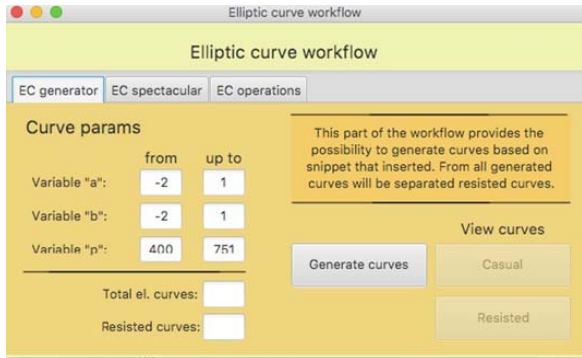 Elliptic curve workflow
Elliptic curve workflow
EC generator EC spectacular EC operations
Curve params
from up to
Variable "a": -2 1
Variable "b": -2 1
Variable "p": 400 751
Total el. curves:
Resisted curves:
This part of the workflow provides the
possibility to generate curves based on
snippet that inserted. From all generated
curves will be separated resisted curves.
View curves
Generate curves Casual
Resisted